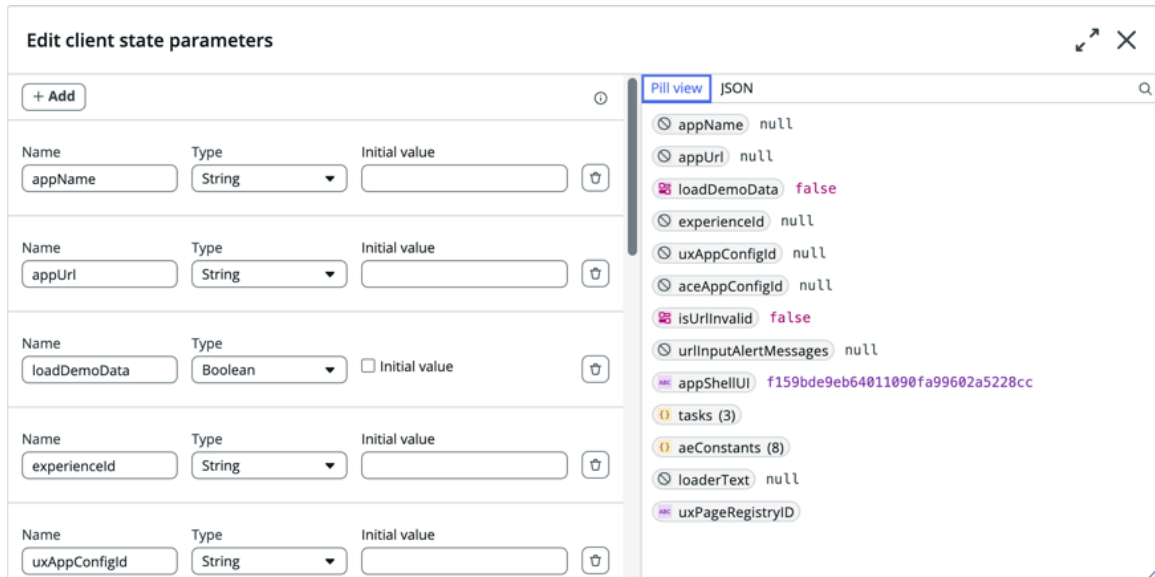 Edit client state parameters
+ Add
Name Type Initial value
appName String
Name Type Initial value
appUrl String
Name Type
loadDemoData Boolean Initial value
Name Type Initial value
experienceId String
Name Type Initial value
uxAppConfigId String
Pill view JSON
appName null
appUrl null
loadDemoData false
experienceId null
uxAppConfigId null
aceAppConfigId null
isUrlInvalid false
urlInputAlertMessages null
ABC appShellUI f159bde9eb64011090fa99602a5228cc
{} tasks (3)
{} aeConstants (8)
loaderText null
ABC uxPageRegistryID